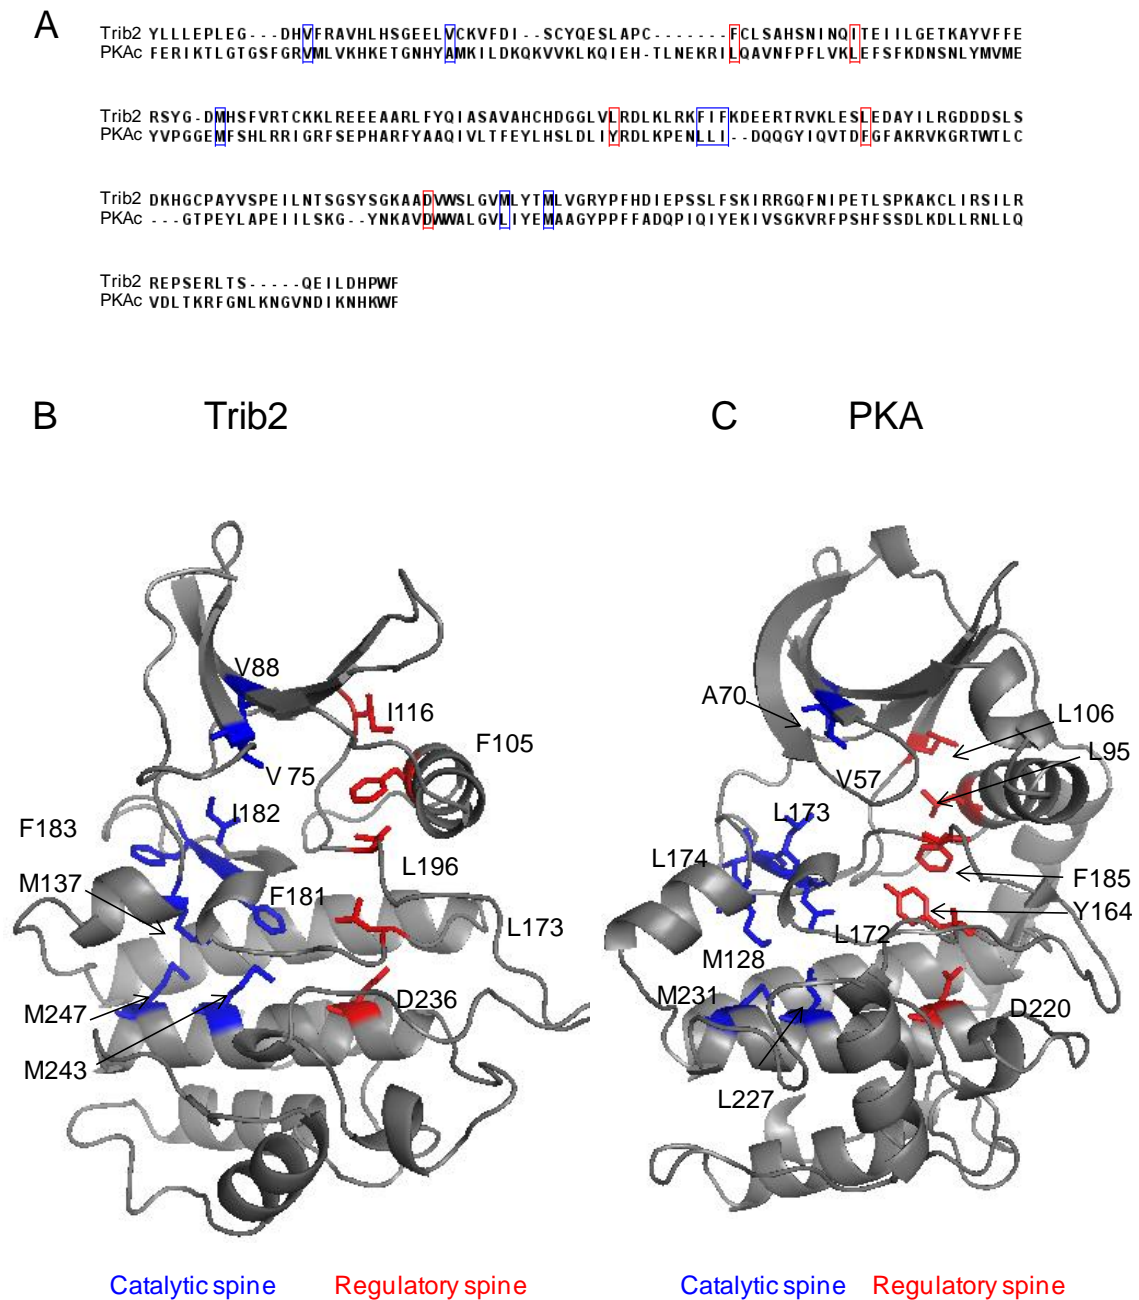 A
Trib2 YLLLEPLEG---DHVFRAVHLHSGEELVCKVFDI--SCYQESLAPC-------FCLSAHSNINQITEIILGETKAYVFFE
PKAc FERIKTLGTGSFGRVMLVKHKETGNHYAMKILDKQKVVKLKQIEH-TLNEKRILQAVNFPFLVKLEFSFKDNSNLYMVME
Trib2 RSYG-DMHSFVRTCKKLREEEAARLFYQIASAVAHCHDGGLVLRDLKLRKFIFKDEERTRVKLESLEDAYILRGDDDSLS
PKAc YVPGGEMFSHLRRIGRFSEPHARFYAAQIVLTFEYLHSLDLIYRDLKPENLLI--DQQGYIQVTDFGFAKRVKGRTWTLC
Trib2 DKHGCPAYVSPEILNTSGSYSGKAADVWSLGVMLYTMLVGRYPFHDIEPSSLFSKIRRGQFNIPETLSPKAKCLIRSILR
PKAc ---GTPEYLAPEIILSKG--YNKAVDWWALGVLIYEMAAGYPPFFADQPIQIYEKIVSGKVRFPSHFSSDLKDLLRNLLQ
Trib2 REPSERLTS-----QEILDHPWF
PKAc VDLTKRFGNLKNGVNDIKNHKWF
B Trib2
C PKA
V88
I116
F105
V 75
I182
F183
L196
M137
F181
L173
M247
D236
M243
A70
L106
L95
V57
L173
L174
F185
Y164
L172
M128
M231
D220
L227
Catalytic spine Regulatory spine
Catalytic spine Regulatory spine